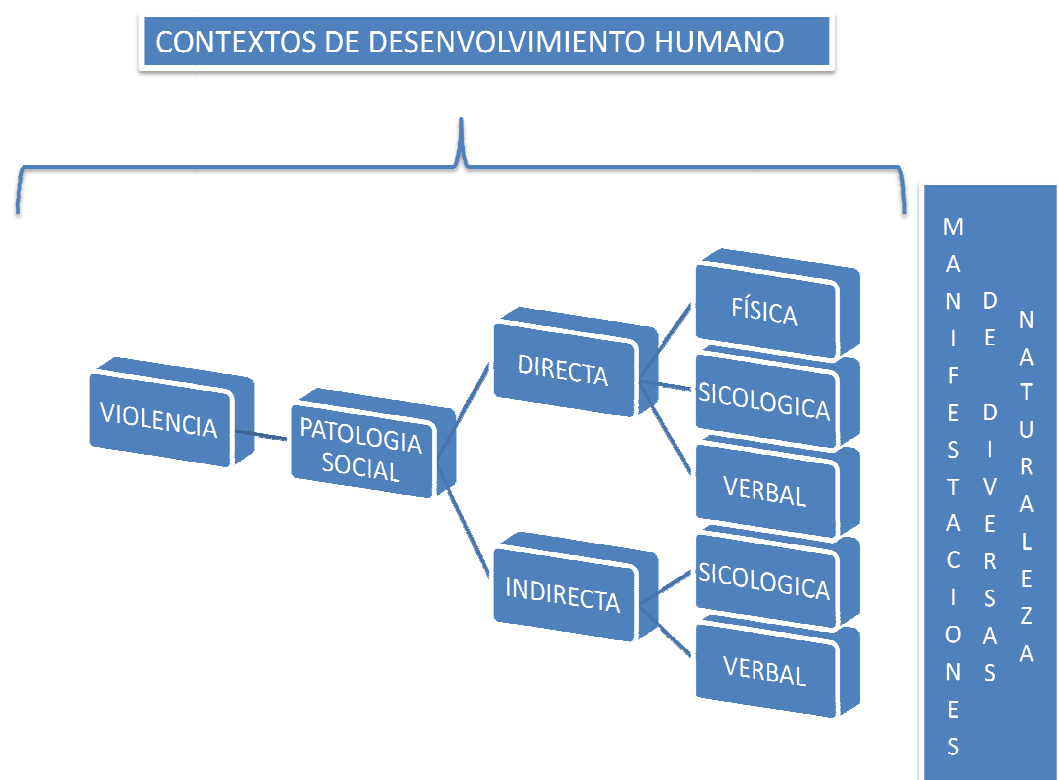 CONTEXTOS DE DESENVOLVIMIENTO HUMANO
VIOLENCIA
PATOLOGIA
SOCIAL
DIRECTA
INDIRECTA
FÍSICA
SICOLOGICA
VERBAL
SICOLOGICA
VERBAL
MANIFESTACIONES
DE DIVERSAS
NATURALEZA